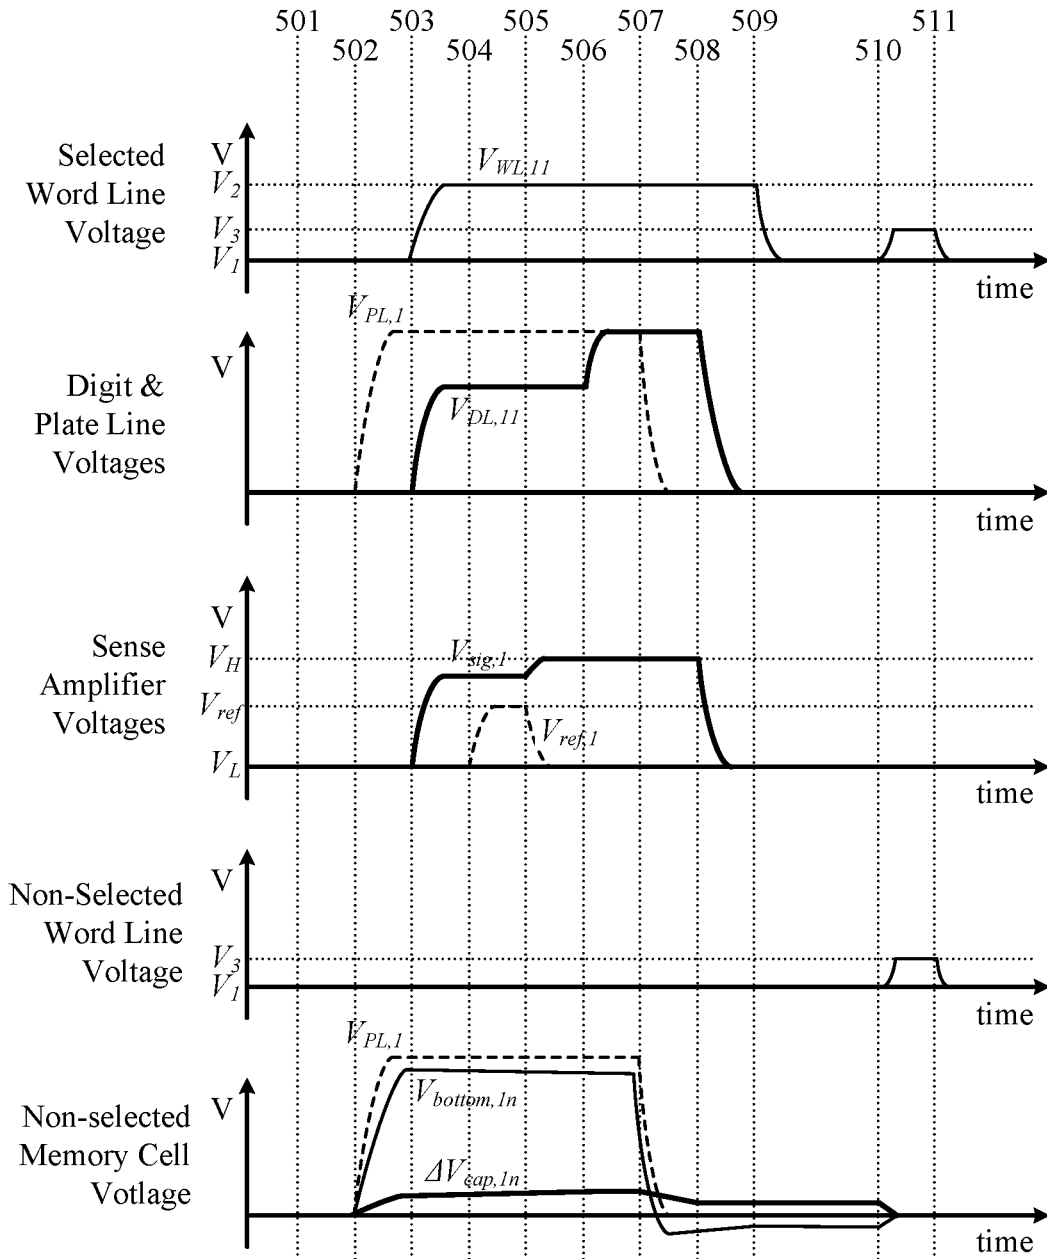 501 503 505 507 509 511
502 504 506 508 510
Selected
Word Line
Voltage
V
V2
V3
V1
VWL,11
time
VPL,1
V
Digit &
Plate Line
Voltages
VDL,11
time
V
Sense
Amplifier
Voltages
VH
Vref
VL
Vsig,1
Vref,1
time
V
Non-Selected
Word Line
Voltage
V3
V1
time
VPL,1
V
Non-selected
Memory Cell
Votlage
Vbottom,1n
ΔVcap,1n
time